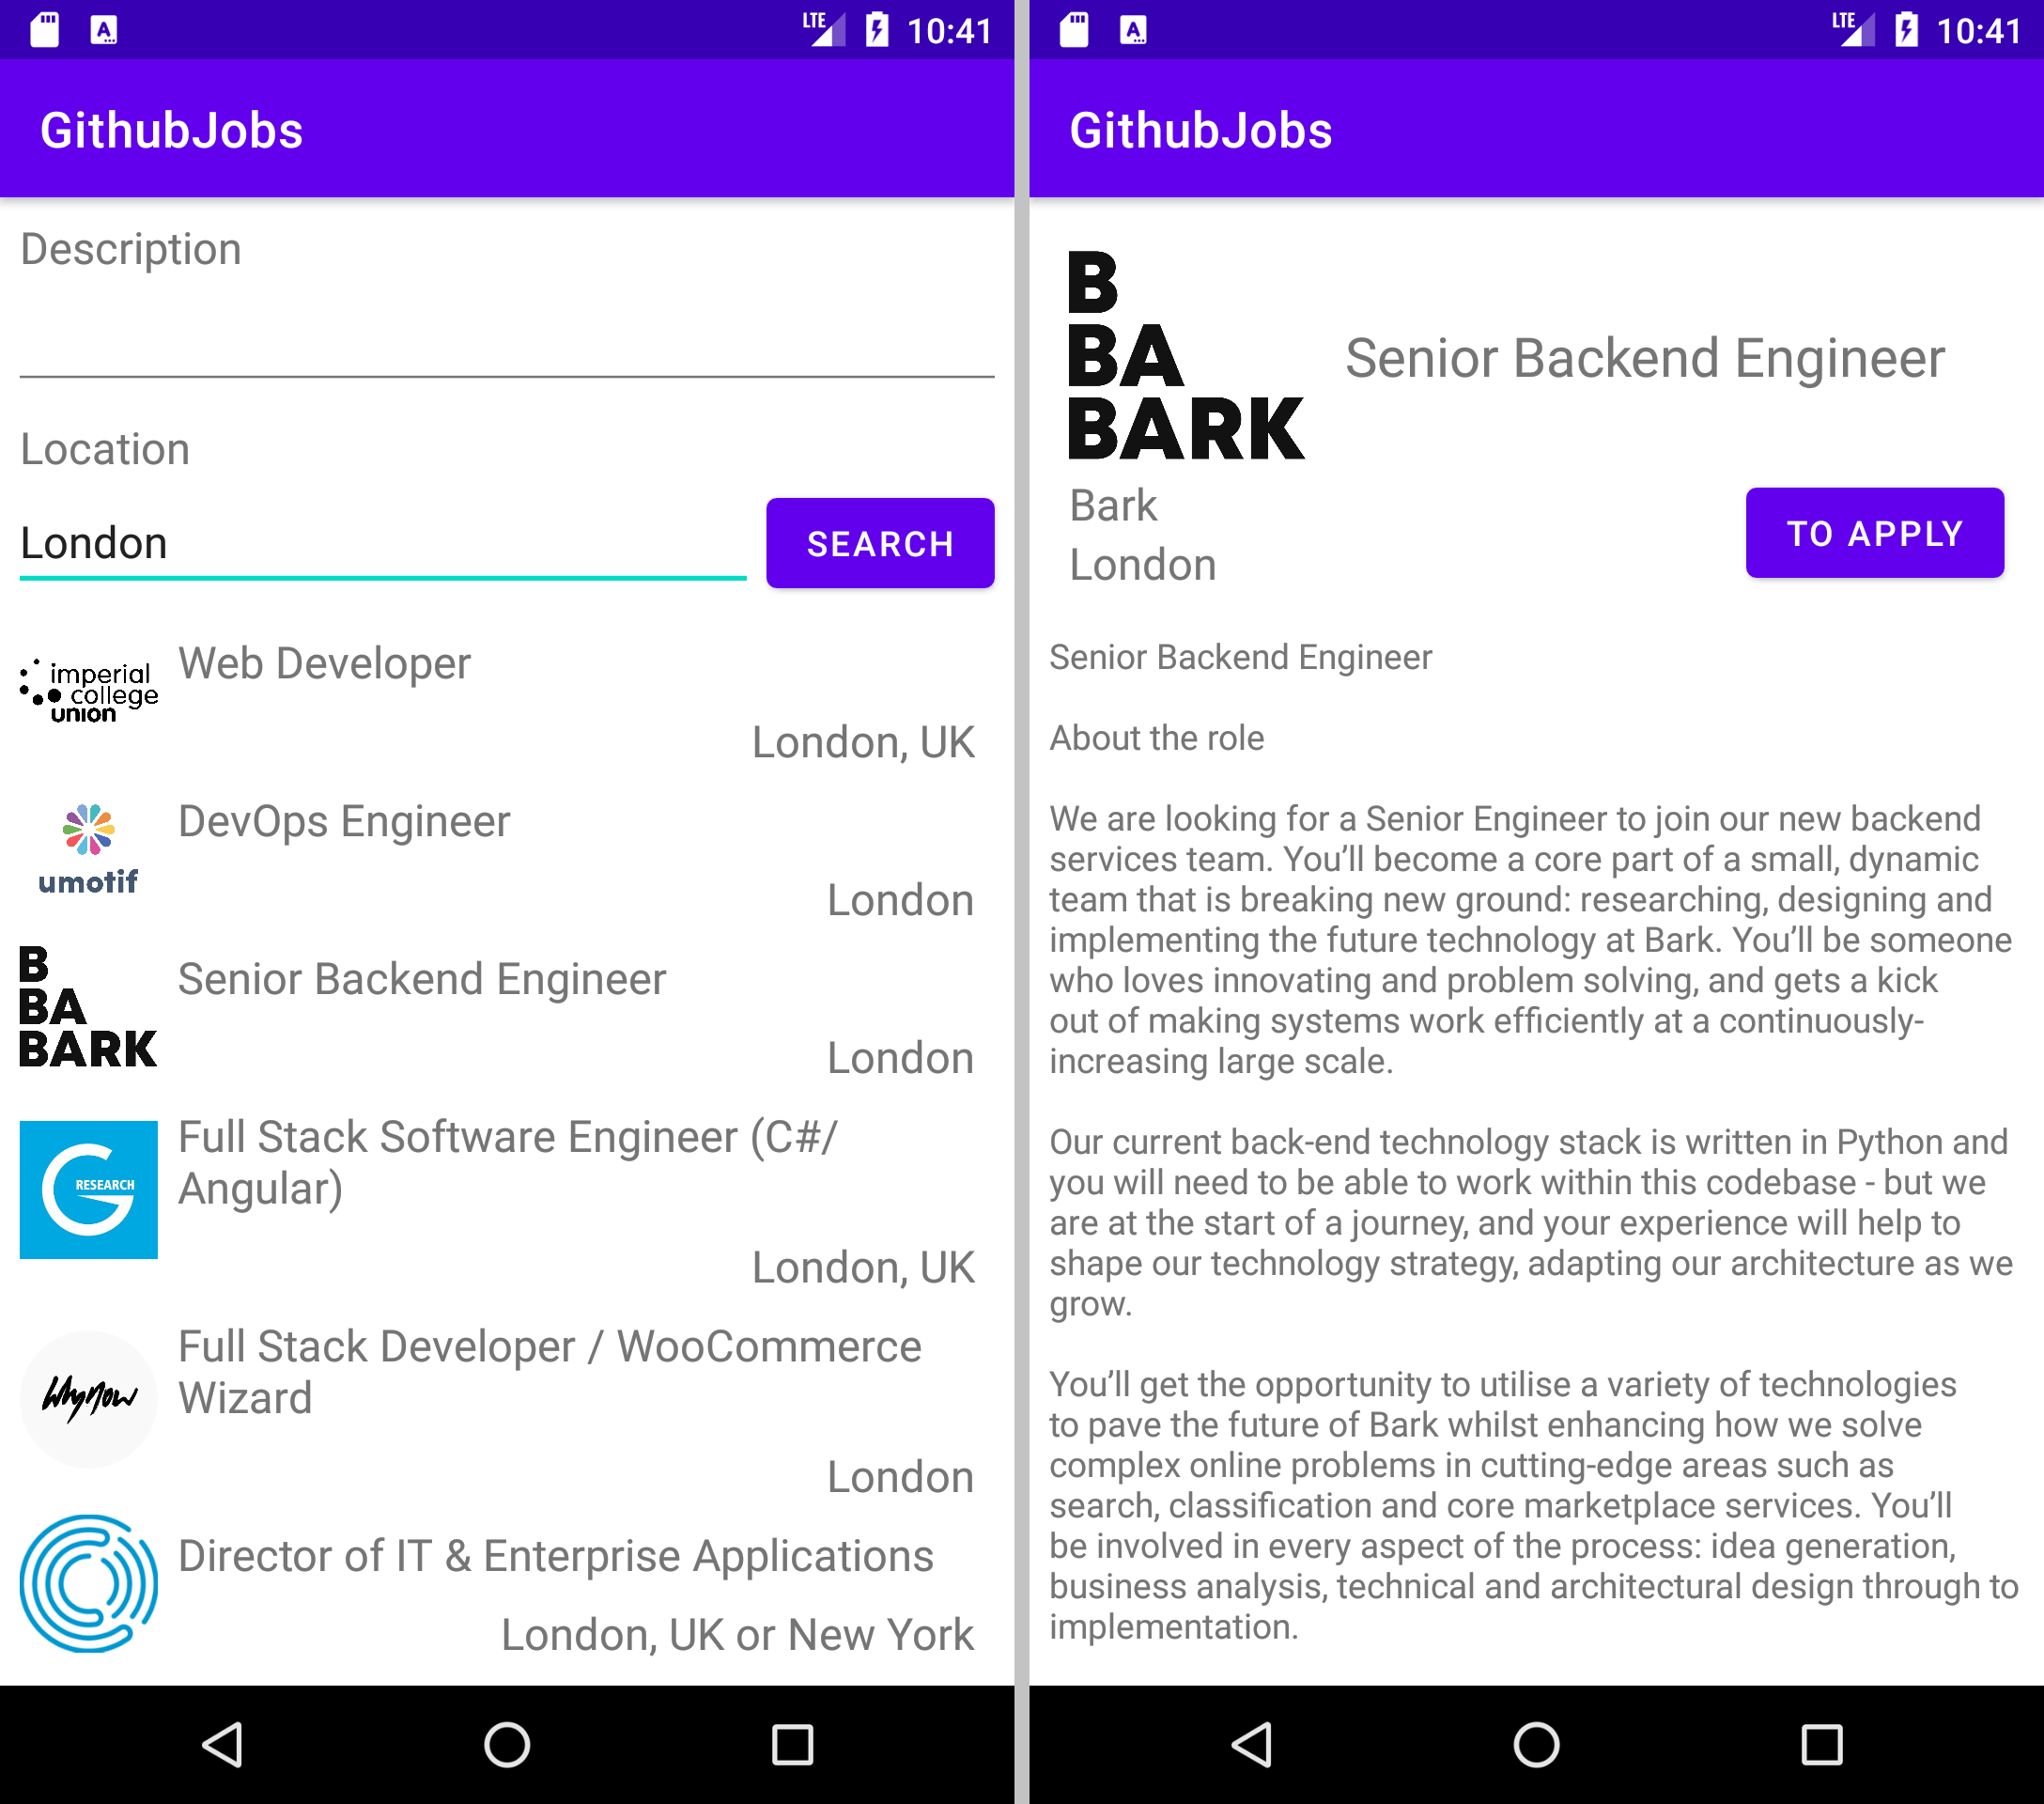 LTE 10:41
GithubJobs
Description
Location
London
SEARCH
imperial
college
union
Web Developer
London, UK
umotif
DevOps Engineer
London
B
BA
BARK
Senior Backend Engineer
London
G RESEARCH
Full Stack Software Engineer (C#/
Angular)
London, UK
whynow
Full Stack Developer / WooCommerce
Wizard
London
Director of IT & Enterprise Applications
London, UK or New York
LTE 10:41
GithubJobs
B
BA
BARK
Senior Backend Engineer
Bark
London
TO APPLY
Senior Backend Engineer
About the role
We are looking for a Senior Engineer to join our new backend
services team. You’ll become a core part of a small, dynamic
team that is breaking new ground: researching, designing and
implementing the future technology at Bark. You’ll be someone
who loves innovating and problem solving, and gets a kick
out of making systems work efficiently at a continuously-
increasing large scale.
Our current back-end technology stack is written in Python and
you will need to be able to work within this codebase - but we
are at the start of a journey, and your experience will help to
shape our technology strategy, adapting our architecture as we
grow.
You’ll get the opportunity to utilise a variety of technologies
to pave the future of Bark whilst enhancing how we solve
complex online problems in cutting-edge areas such as
search, classification and core marketplace services. You’ll
be involved in every aspect of the process: idea generation,
business analysis, technical and architectural design through to
implementation.